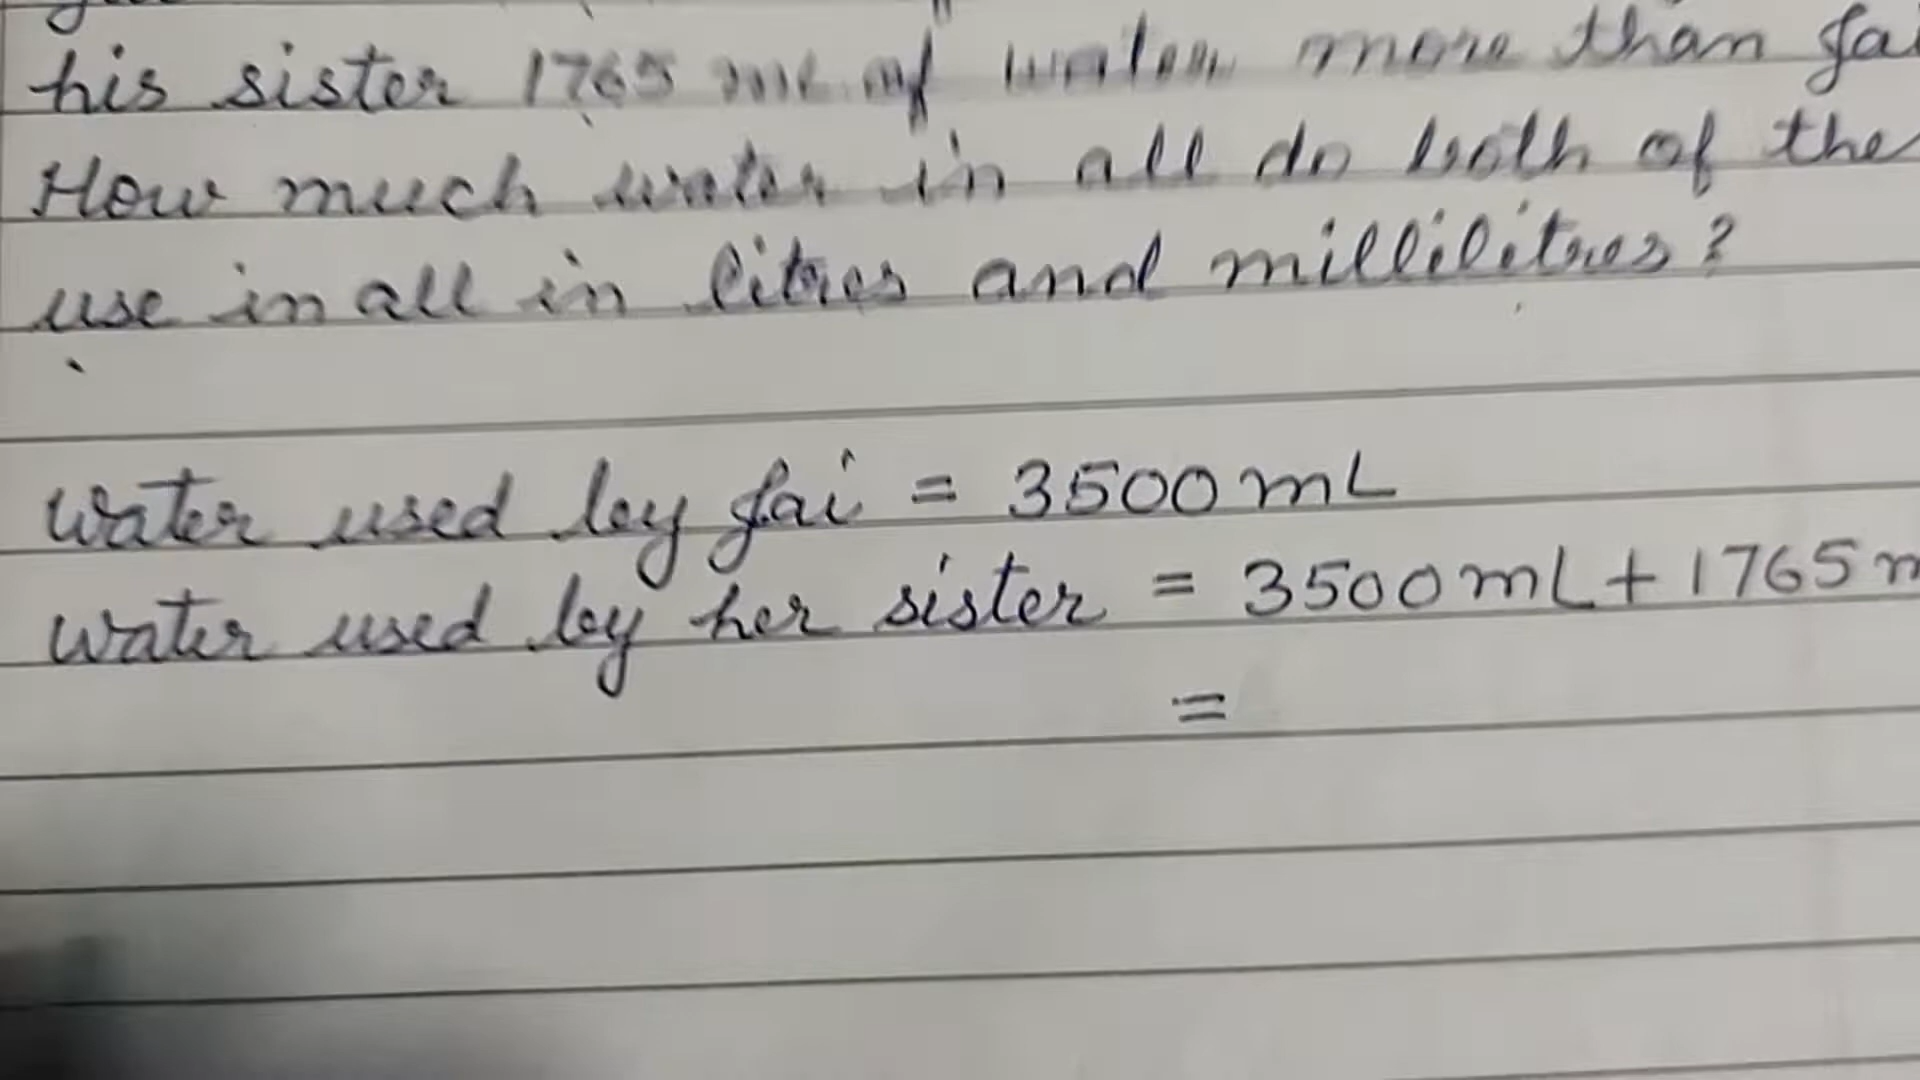 his sister 1765 mL of water more than Jai
How much water in all do both of the
use in all in litres and millilitres?
water used by Jai = 3500 mL
water used by her sister = 3500 mL + 1765 m
=